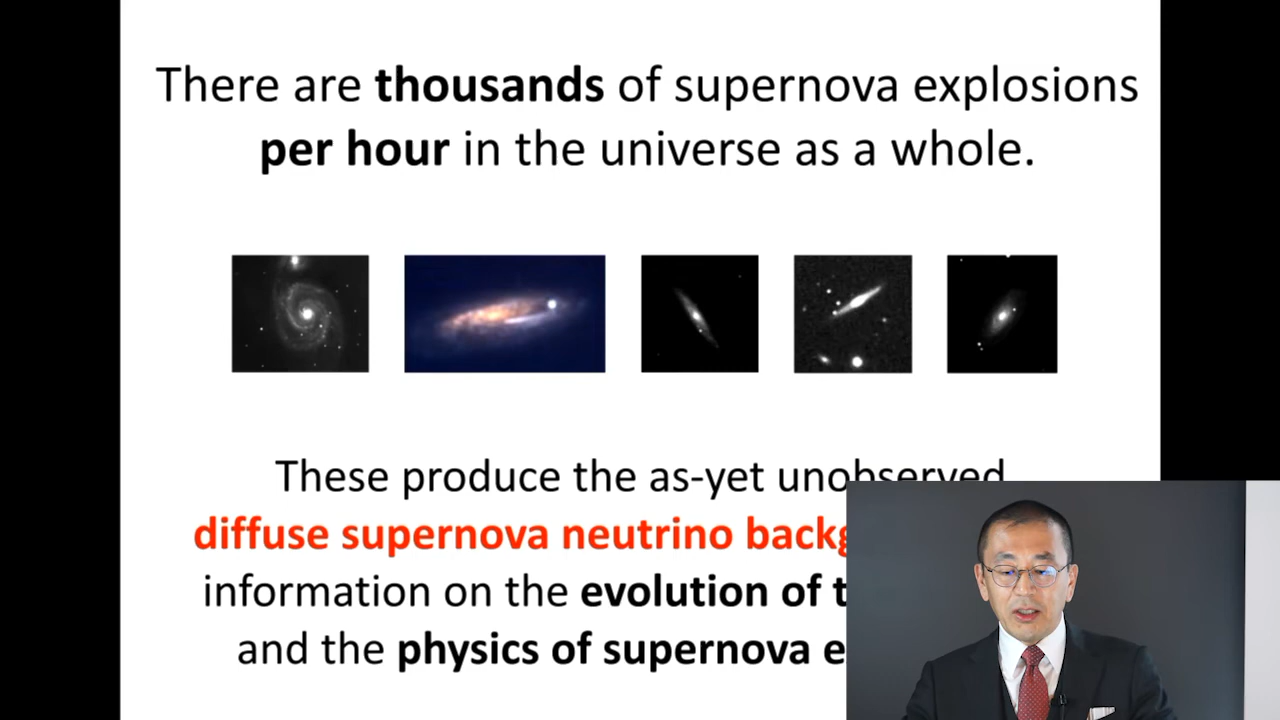 There are thousands of supernova explosions
per hour in the universe as a whole.
These produce the as-yet unobserved
diffuse supernova neutrino
information on the evolution of
and the physics of supernova